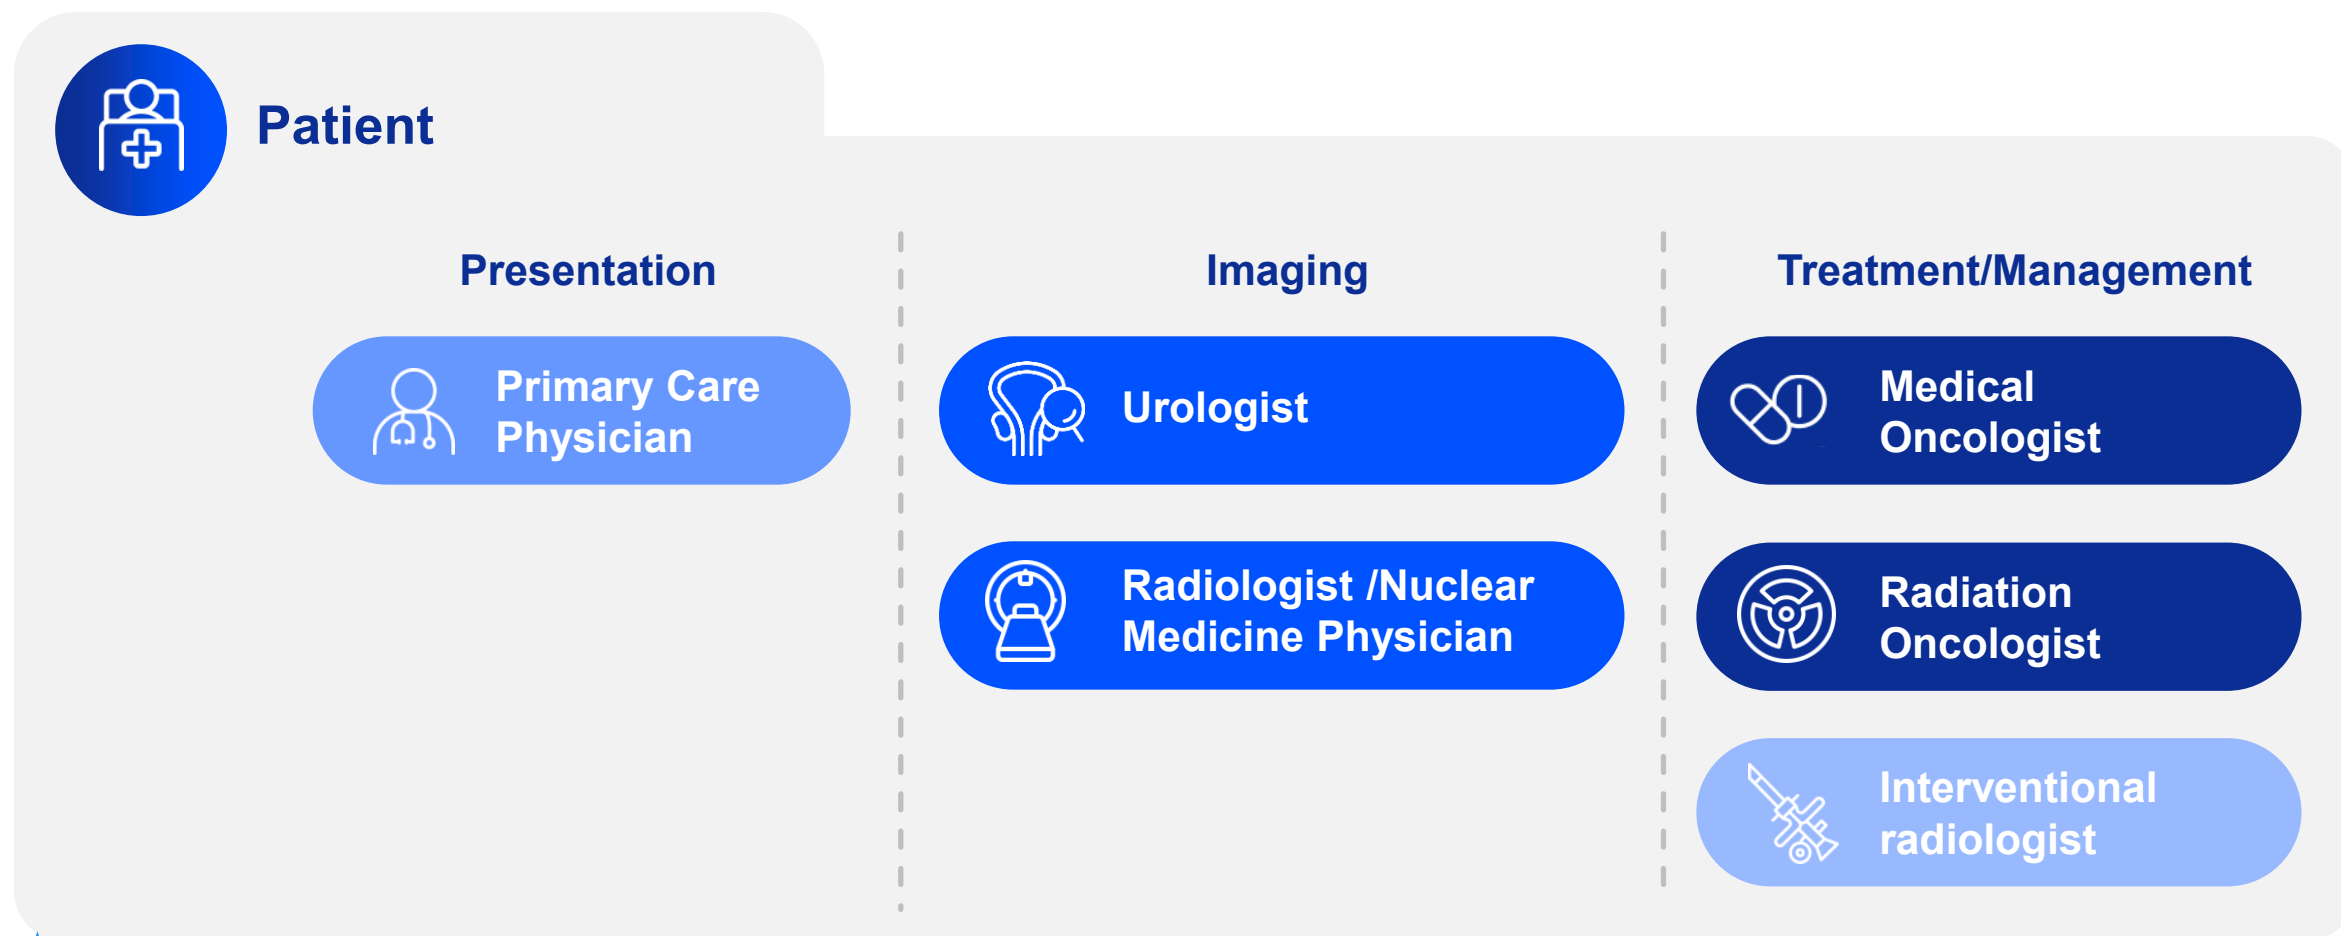 Patient
Presentation
Primary Care
Physician
Imaging
Urologist
Radiologist /Nuclear
Medicine Physician
Treatment/Management
Medical
Oncologist
Radiation
Oncologist
Interventional
radiologist